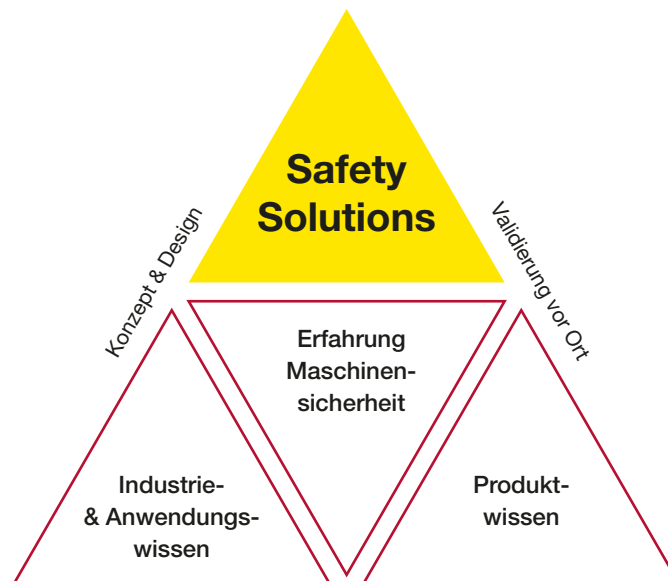 Safety
Solutions
Konzept & Design
Validierung vor Ort
Erfahrung
Maschinen-
sicherheit
Industrie-
& Anwendungs-
wissen
Produkt-
wissen